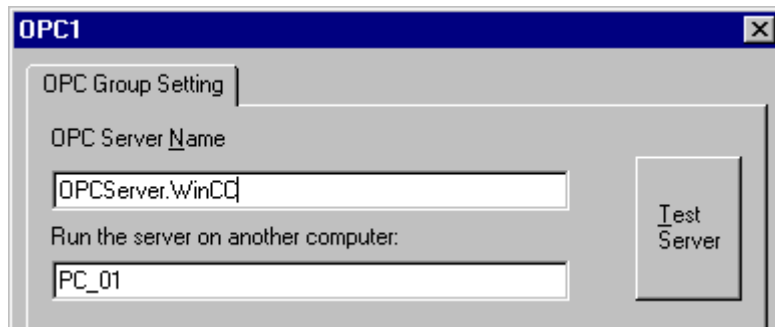 OPC1
OPC Group Setting
OPC Server Name
OPCServer.WinCC
Run the server on another computer:
PC_01
Test
Server